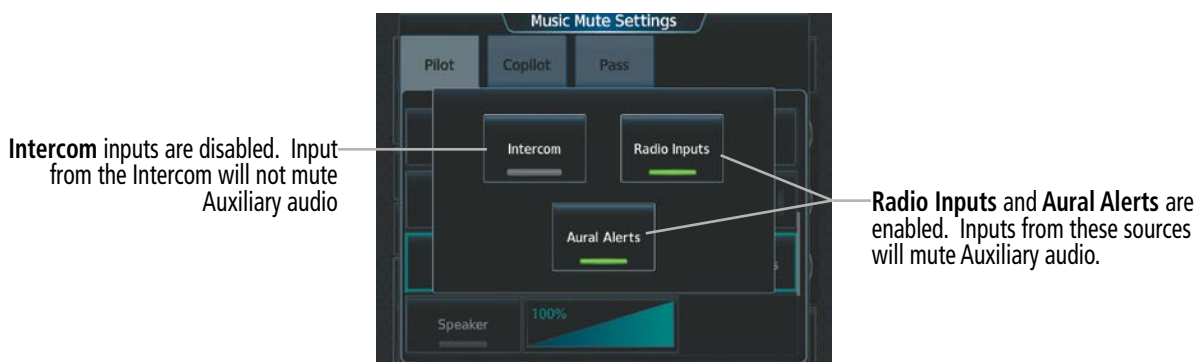 Music Mute Settings
Pilot
Copilot
Pass
Intercom
Radio Inputs
Aural Alerts
Speaker
100%
Intercom inputs are disabled. Input
from the Intercom will not mute
Auxiliary audio
Radio Inputs and Aural Alerts are
enabled. Inputs from these sources
will mute Auxiliary audio.